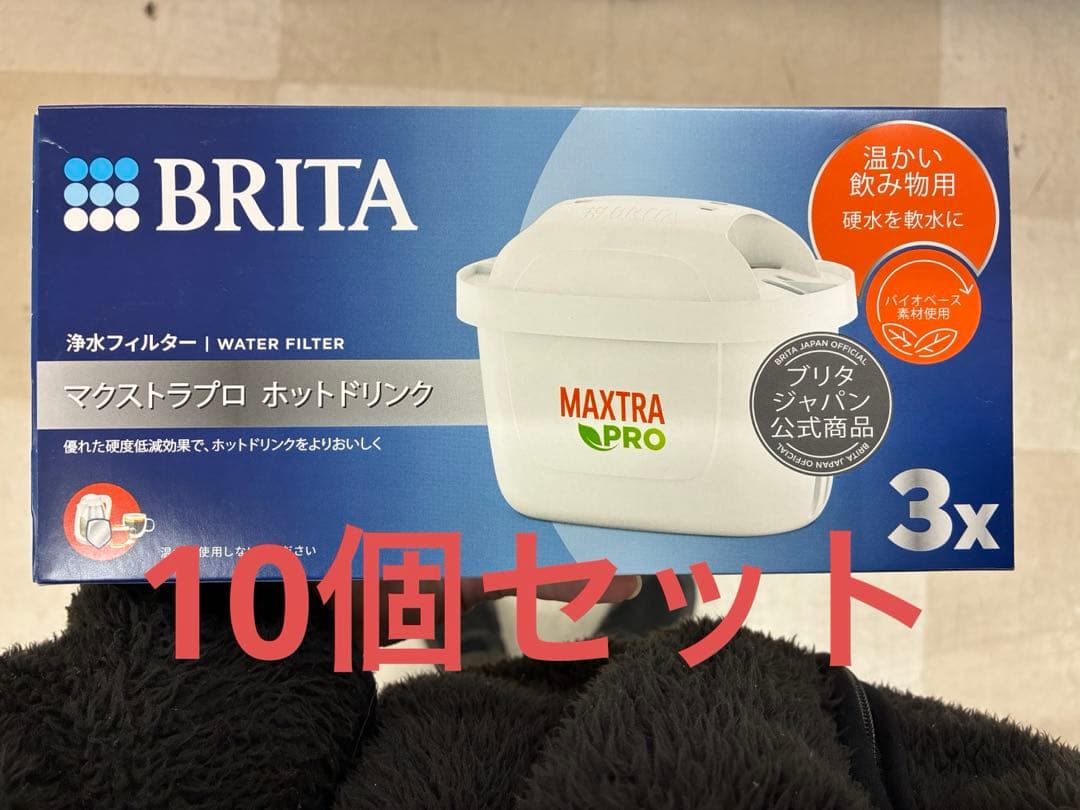 BRITA
温かい
飲み物用
硬水を軟水に
バイオベース
素材使用
浄水フィルター | WATER FILTER
マクストラプロ ホットドリンク
優れた硬度低減効果で、ホットドリンクをよりおいしく
BRITA
MAXTRA
PRO
BRITA JAPAN OFFICIAL
ブリタ
ジャパン
公式商品
BRITA JAPAN OFFICIAL
3x
10個セット